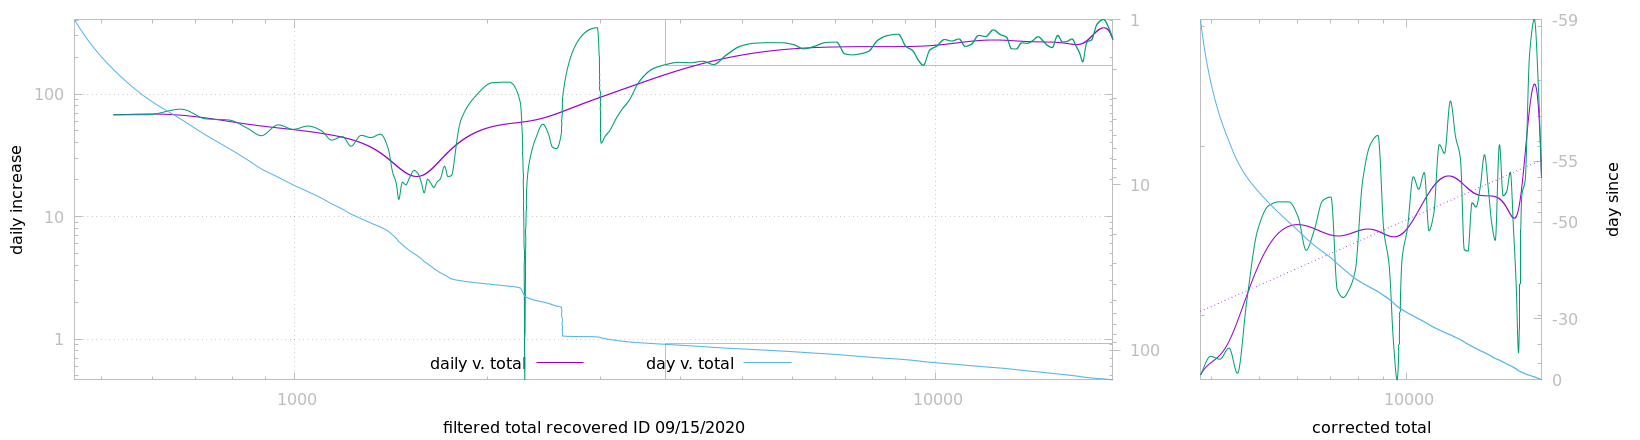 daily increase
100
10
1
1000
10000
1
10
100
daily v. total
day v. total
filtered total recovered ID 09/15/2020
-59
-55
-50
-30
0
day since
10000
corrected total